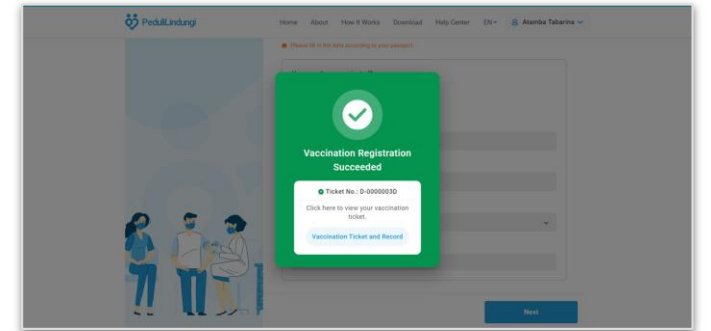 PeduliLindungi
Home About How It Works Download Help Center EN Atamba Tabarina
Please fill in the data according to your passport
Vaccination Registration
Succeeded
Ticket No.: D-0000003D
Click here to view your vaccination
ticket.
Vaccination Ticket and Record
Next